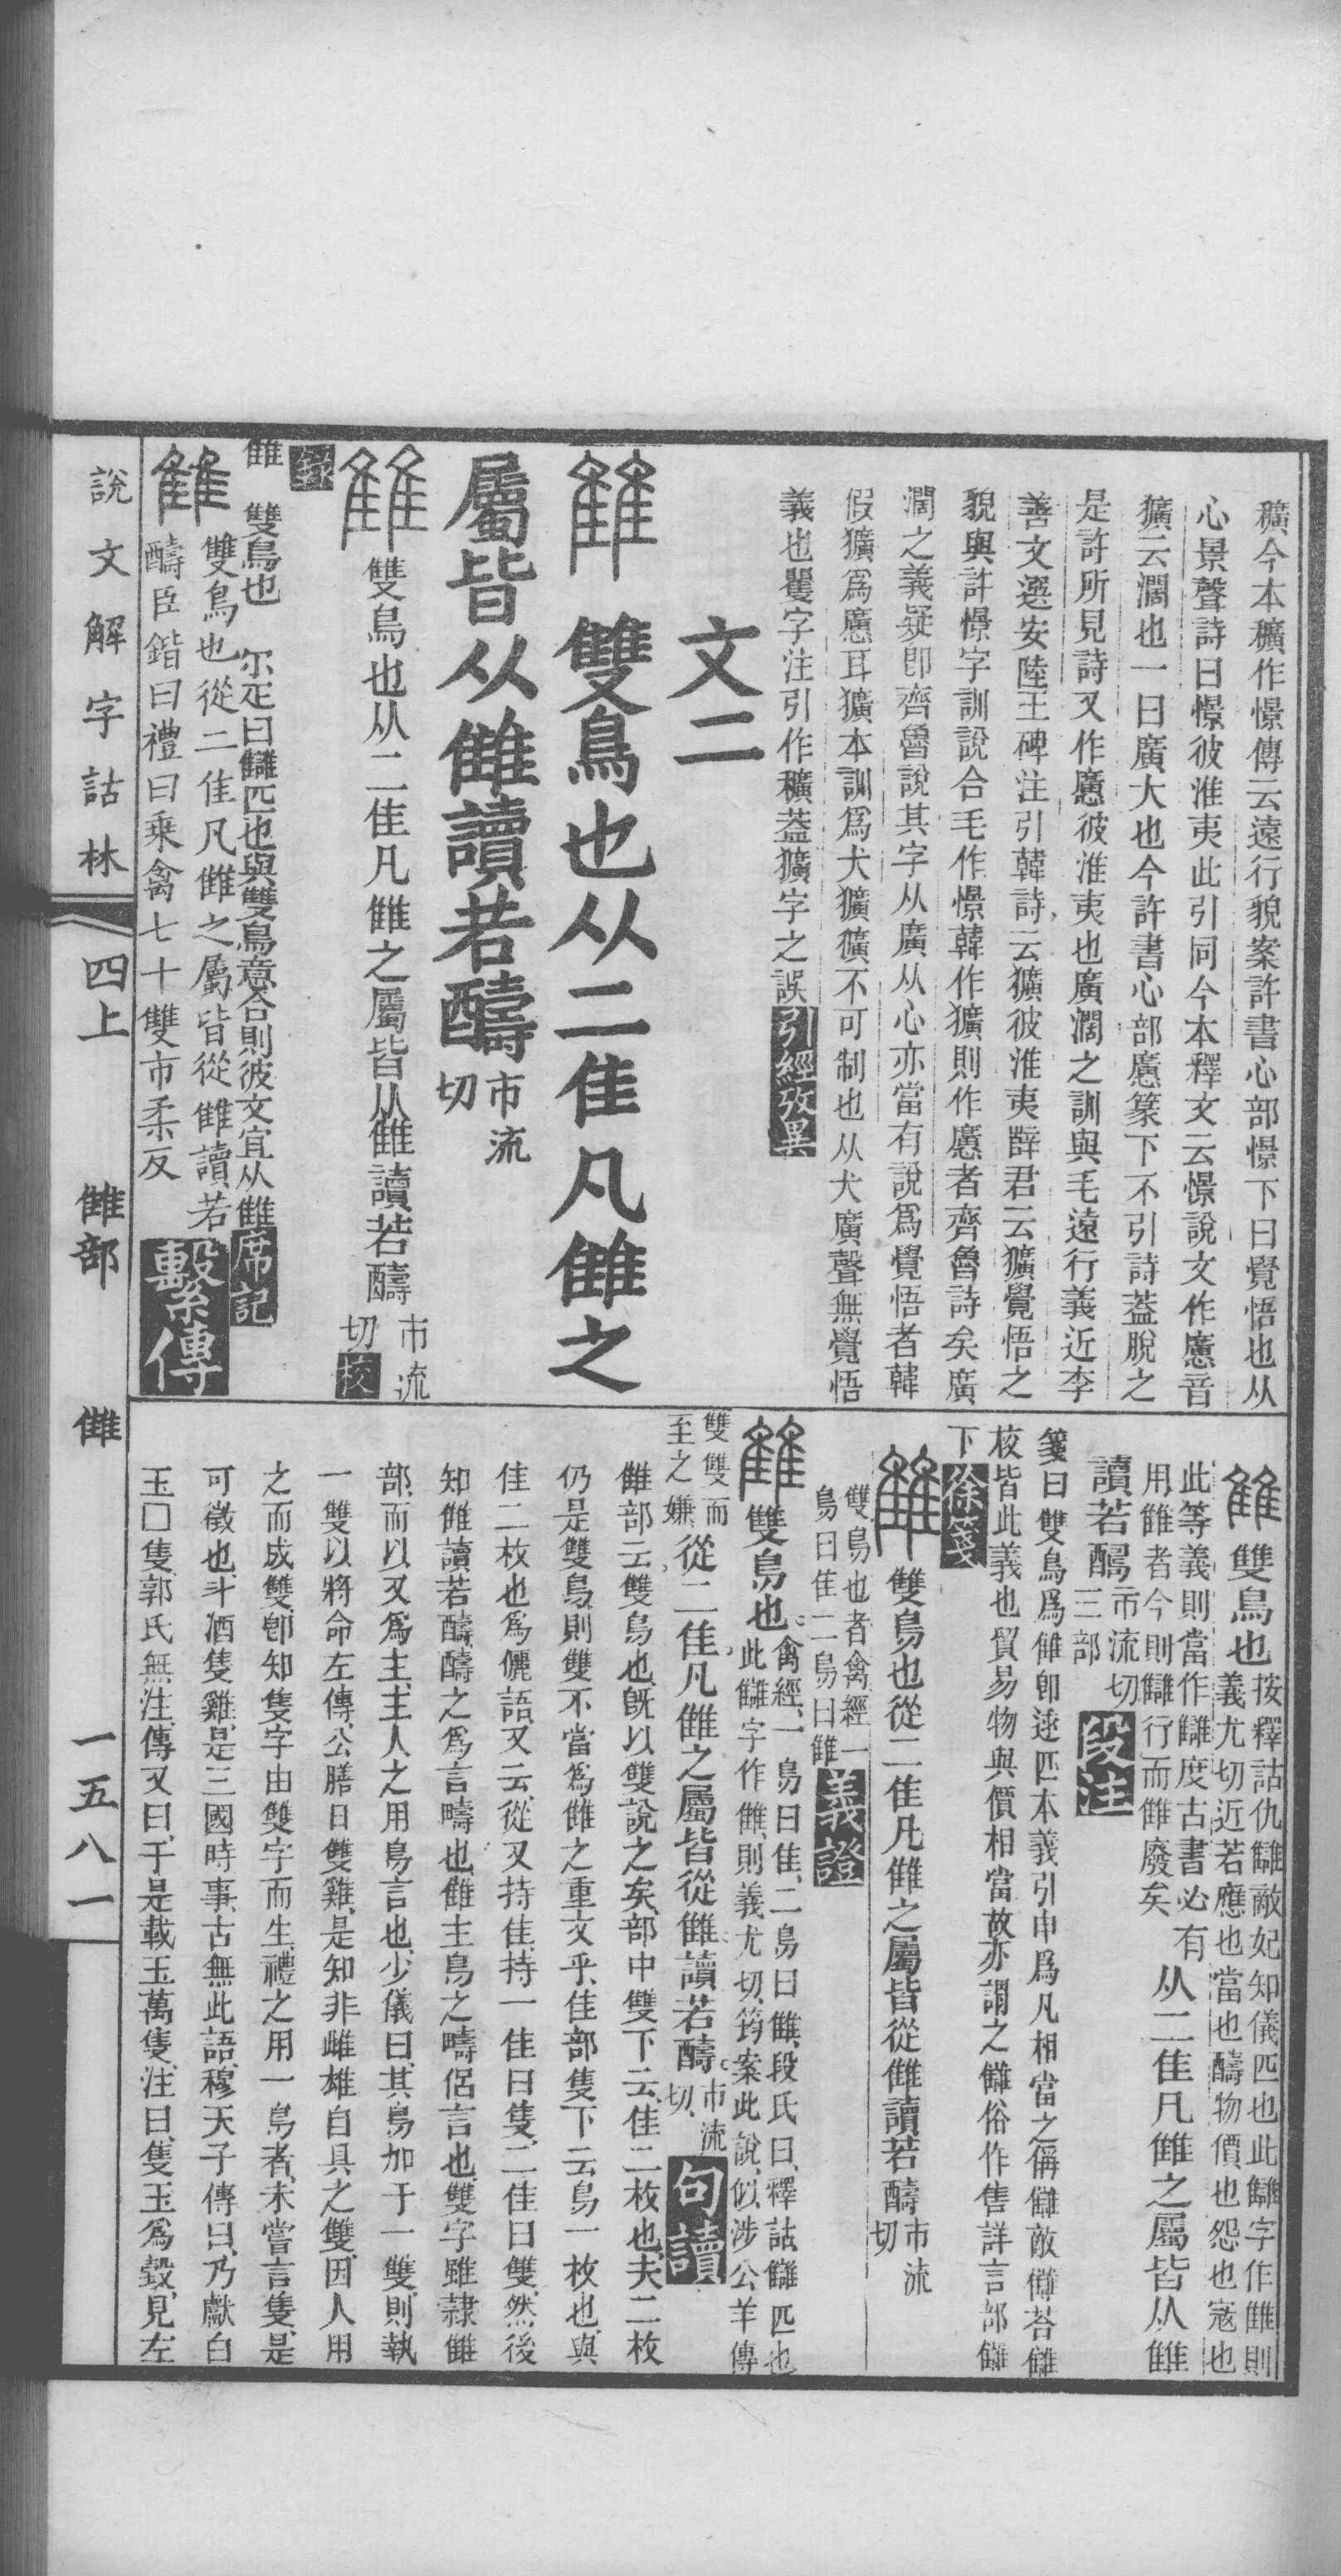 穬今本穬作憬傳云遠行貌案許書心部憬下曰覺悟也从
心景聲詩曰憬彼淮夷此引同今本釋文云憬說文作懬音
獷云濶也一曰廣大也今許書心部懬篆下不引詩葢脫之
是許所見詩又作懬彼淮夷也廣濶之訓與毛遠行義近李
善文選安陸王碑注引韓詩云獷彼淮夷薛君云獷覺悟之
貌與許憬字訓說合毛作憬韓作獷則作懬者齊魯詩矣廣
濶之義疑卽齊魯說其字从廣从心亦當有說爲覺悟者韓
假獷爲懬耳獷本訓爲犬獷獷不可制也从犬廣聲無覺悟
義也瞿字注引作穬葢獷字之誤引經攷異
文二
雔 雙鳥也从二隹凡雔之
屬皆从雔讀若醻市流切
雔 雙鳥也从二隹凡雔之屬皆从雔讀若醻市流切校
錄
雔 雙鳥也 尔疋曰讎匹也與雙鳥意合則彼文宜从雔席記
雔 雙鳥也從二隹凡雔之屬皆從雔讀若
醻臣鍇曰禮曰乘禽七十雙市柔反 繫傳
雔 雙鳥也 按釋詁仇讎敵妃知儀匹也此讎字作雔則
義尤切近若應也當也醻物價也怨也寇也
此等義則當作讎度古書必有
用雔者今則讎行而雔廢矣 从二隹凡雔之屬皆从雔
讀若醻 市流切三部 段注
箋曰雙鳥爲雔卽逑匹本義引申爲凡相當之稱讎敵讎荅讎
校皆此義也貿易物與價相當故亦謂之讎俗作售詳言部讎
下徐箋
雔 雙鳥也從二隹凡雔之屬皆從雔讀若醻市流切
雙鳥也者禽經一
鳥曰隹二鳥曰雔 義證
雔 雙鳥也 禽經一鳥曰隹二鳥曰雔段氏曰釋詁讎匹也
此讎字作雔則義尤切筠案此說似涉公羊傳
雙雙而
至之嫌 從二隹凡雔之屬皆從雔讀若醻市流切 句讀
雔部云雙鳥也旣以雙說之矣部中雙下云隹二枚也夫二枚
仍是雙鳥則雙不當爲雔之重文乎隹部隻下云鳥一枚也與
隹二枚也爲儷語又云從又持隹持一隹曰隻二隹曰雙然後
知雔讀若醻醻之爲言疇也雔主鳥之疇侶言也雙字雖隸雔
部而以又爲主主人之用鳥言也少儀曰其鳥加于一雙則執
一雙以將命左傳公膳日雙雞是知非雌雄自具之雙因人用
之而成雙卽知隻字由雙字而生禮之用一鳥者未嘗言隻是
可徵也斗酒隻雞是三國時事古無此語穆天子傳曰乃獻白
玉□隻郭氏無注傳又曰于是載玉萬隻注曰隻玉爲瑴見左
說文解字詁林
四上 雔部 雔
一五八一